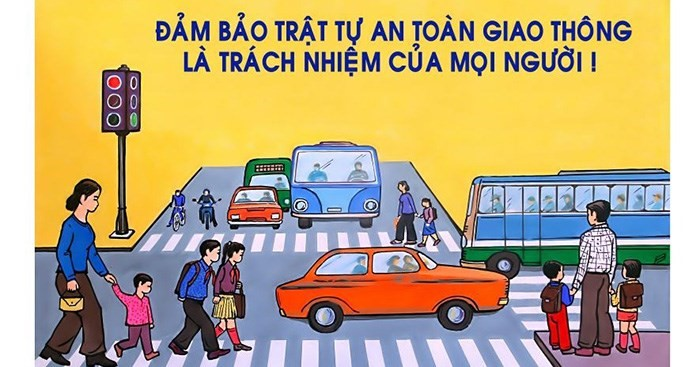 ĐẢM BẢO TRẬT TỰ AN TOÀN GIAO THÔNG
LÀ TRÁCH NHIỆM CỦA MỌI NGƯỜI !